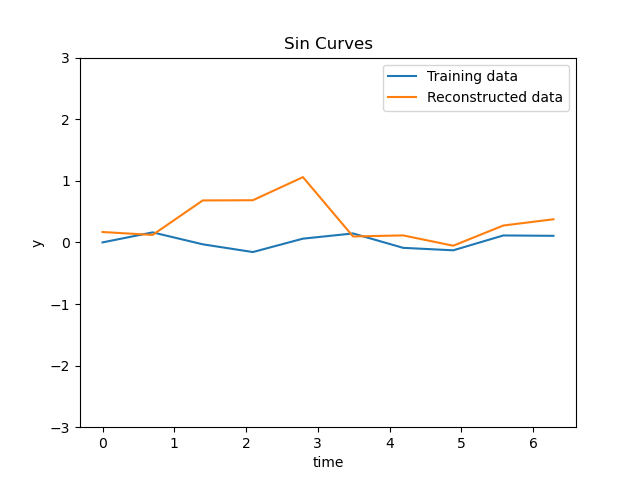 Sin Curves
Training data
Reconstructed data
3
2
1
0
−1
−2
−3
y
0 1 2 3 4 5 6
time